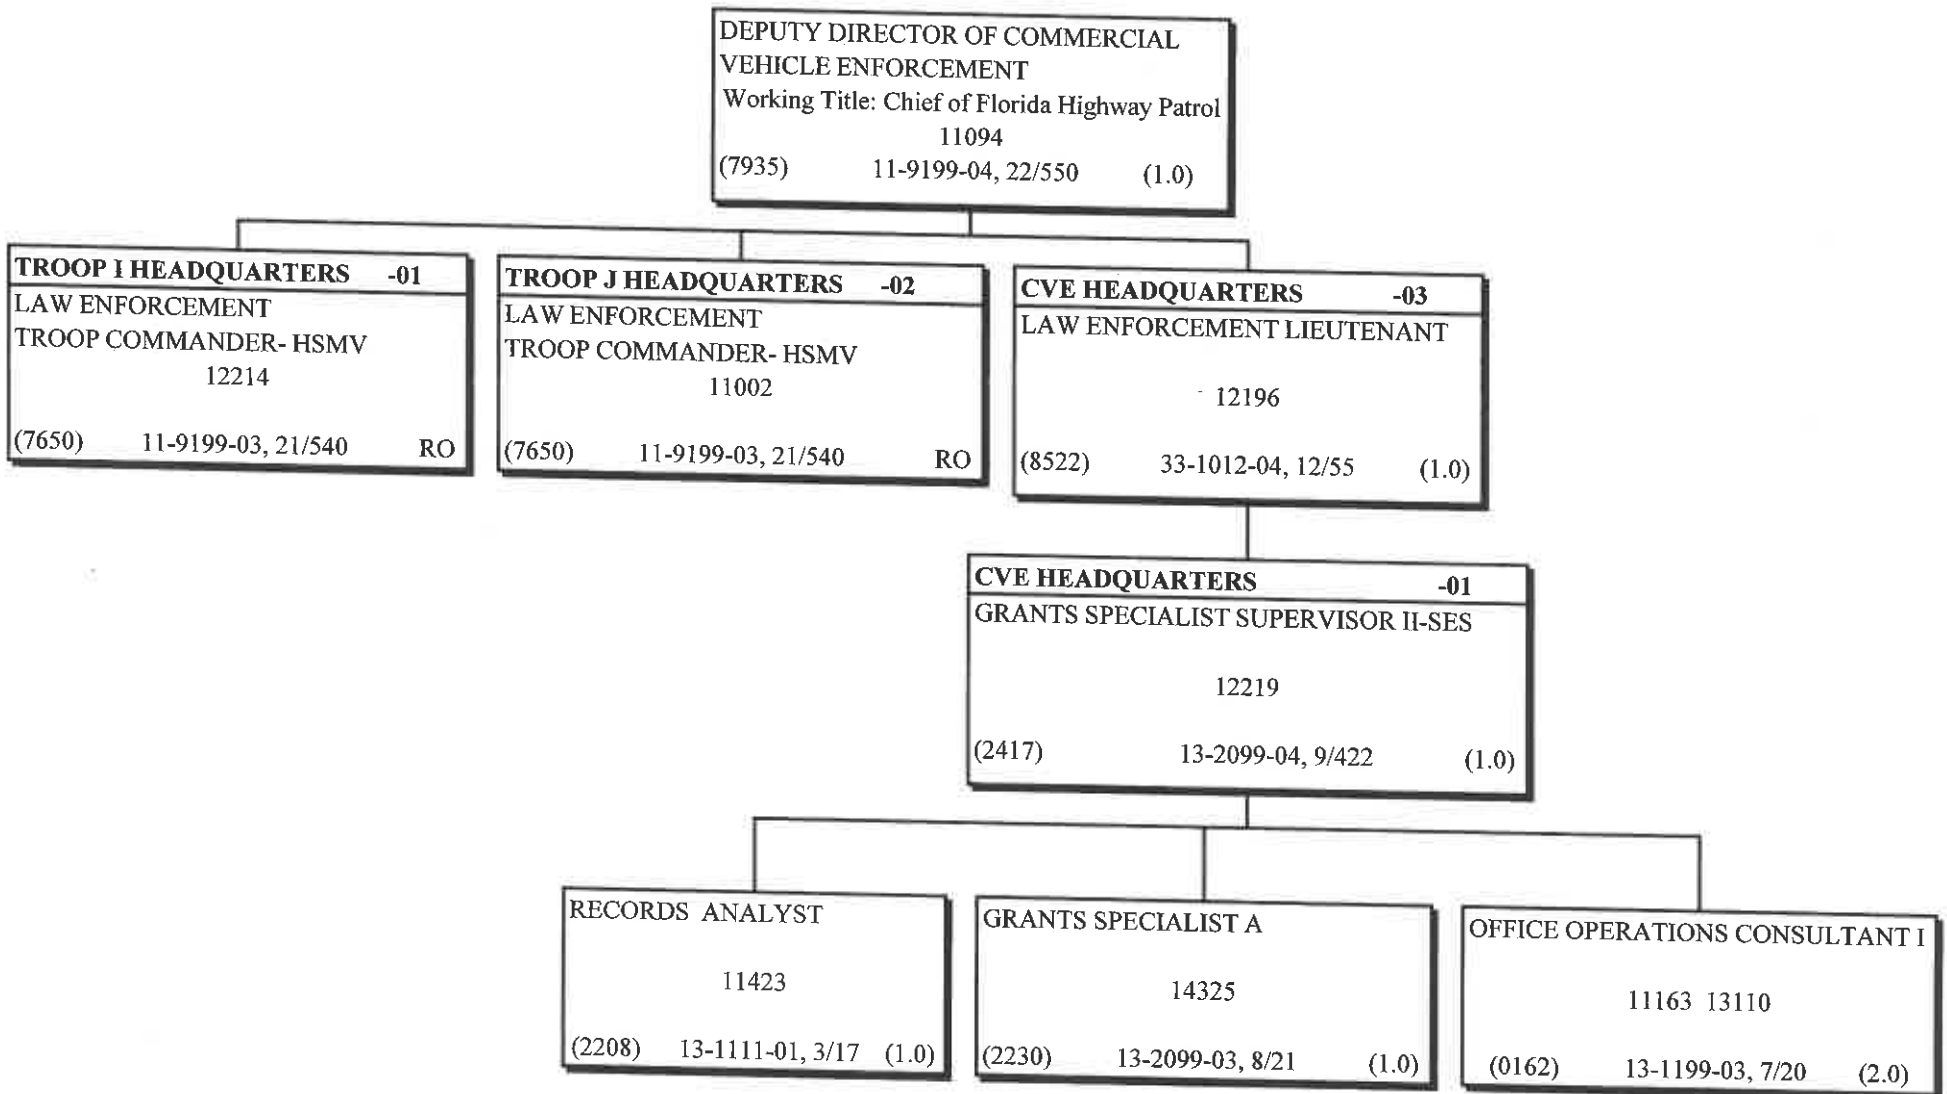 DEPUTY DIRECTOR OF COMMERCIAL
VEHICLE ENFORCEMENT
Working Title: Chief of Florida Highway Patrol
11094
(7935) 11-9199-04, 22/550 (1.0)
TROOP I HEADQUARTERS -01
LAW ENFORCEMENT
TROOP COMMANDER- HSMV
12214
(7650) 11-9199-03, 21/540 RO
TROOP J HEADQUARTERS -02
LAW ENFORCEMENT
TROOP COMMANDER- HSMV
11002
(7650) 11-9199-03, 21/540 RO
CVE HEADQUARTERS -03
LAW ENFORCEMENT LIEUTENANT
12196
(8522) 33-1012-04, 12/55 (1.0)
CVE HEADQUARTERS -01
GRANTS SPECIALIST SUPERVISOR II-SES
12219
(2417) 13-2099-04, 9/422 (1.0)
RECORDS ANALYST
11423
(2208) 13-1111-01, 3/17 (1.0)
GRANTS SPECIALIST A
14325
(2230) 13-2099-03, 8/21 (1.0)
OFFICE OPERATIONS CONSULTANT I
11163 13110
(0162) 13-1199-03, 7/20 (2.0)